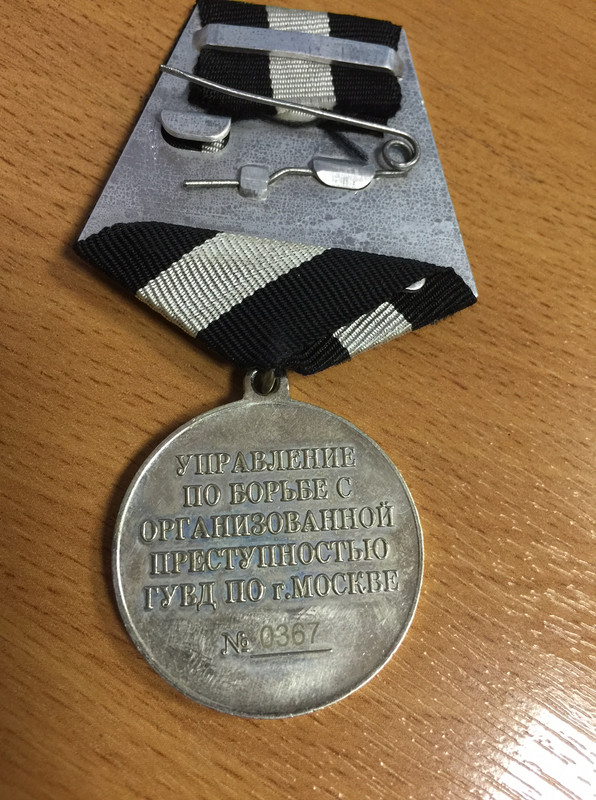 УПРАВЛЕНИЕ
ПО БОРЬБЕ С
ОРГАНИЗОВАННОЙ
ПРЕСТУПНОСТЬЮ
ГУВД ПО г.МОСКВЕ
№ 0367